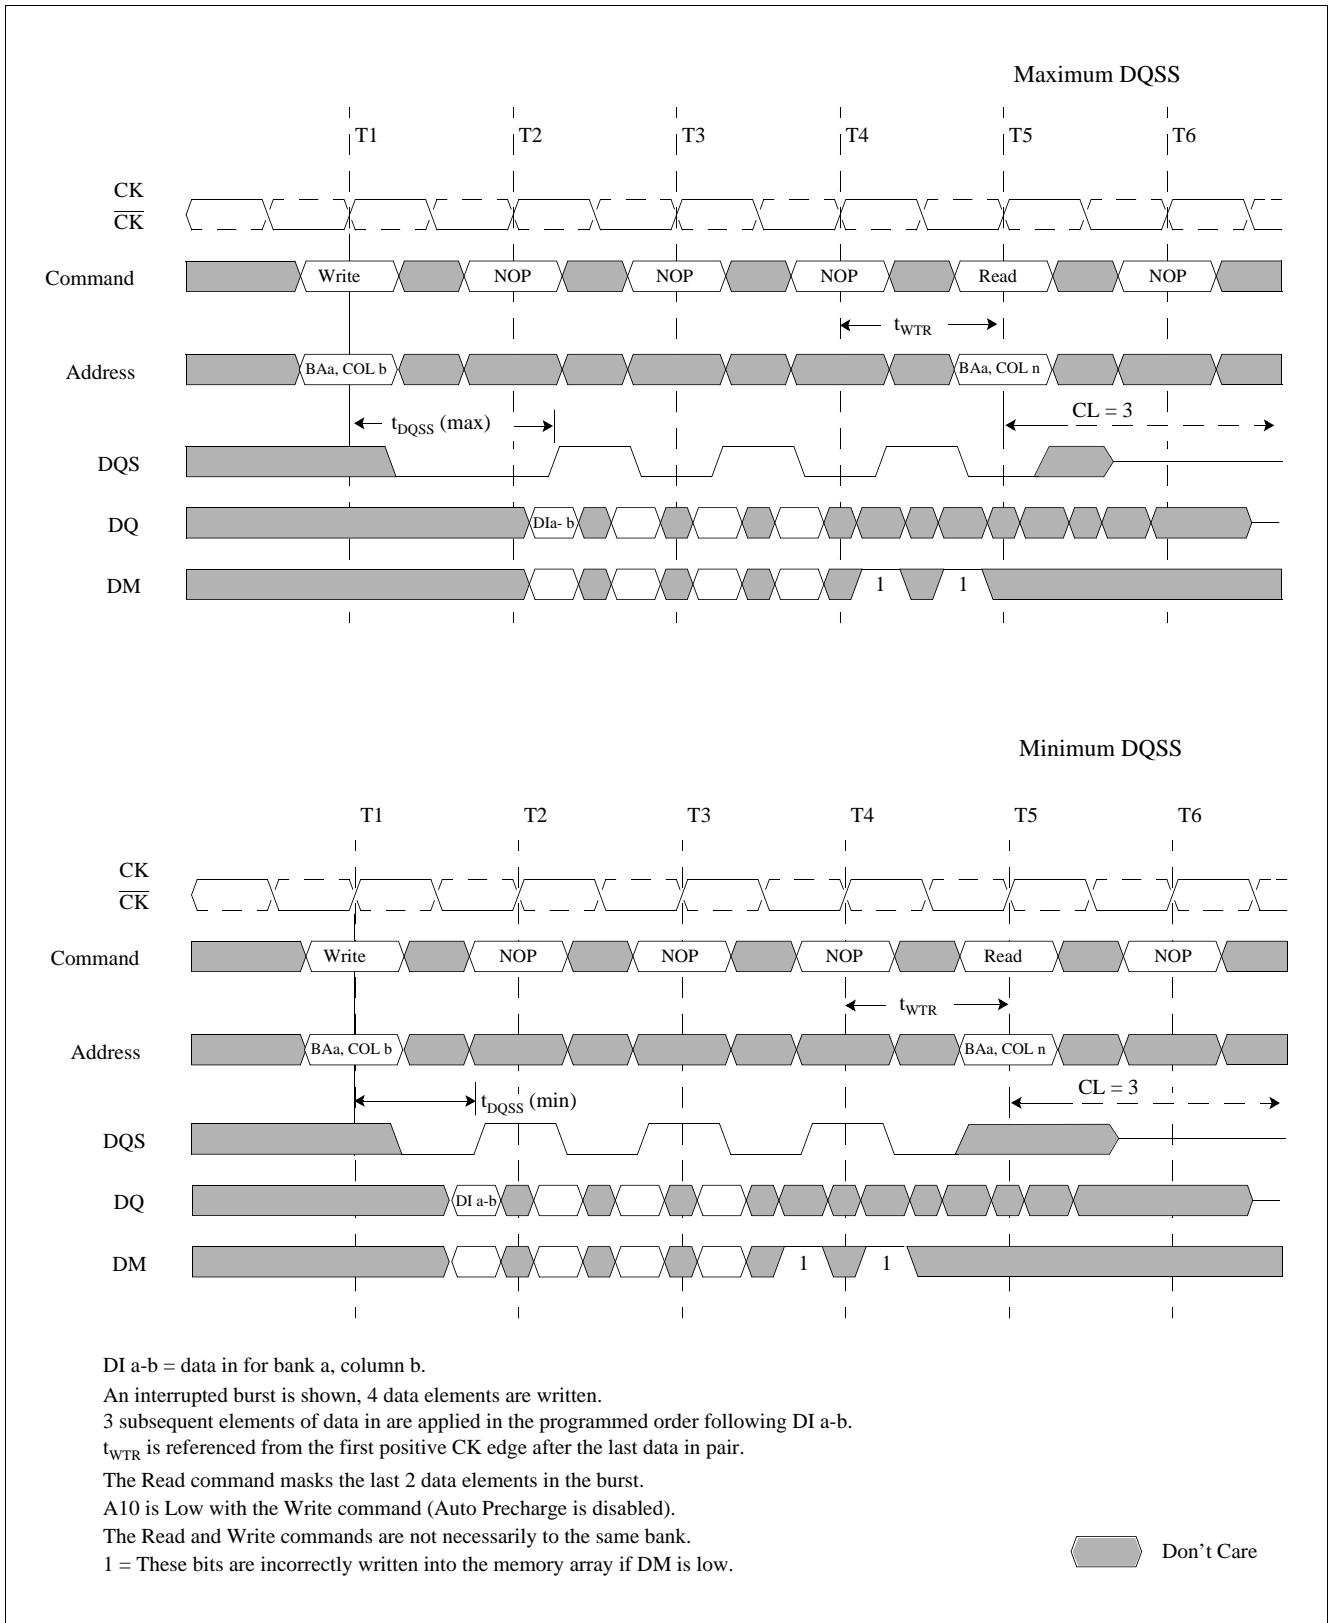 Maximum DQSS
T1 T2 T3 T4 T5 T6
CK
CK
Command Write NOP NOP NOP Read NOP
tWTR
Address BAa, COL b BAa, COL n
tDQSS (max) CL = 3
DQS
DQ DIa- b
DM 1 1
Minimum DQSS
T1 T2 T3 T4 T5 T6
CK
CK
Command Write NOP NOP NOP Read NOP
tWTR
Address BAa, COL b BAa, COL n
tDQSS (min) CL = 3
DQS
DQ DI a-b
DM 1 1
DI a-b = data in for bank a, column b.
An interrupted burst is shown, 4 data elements are written.
3 subsequent elements of data in are applied in the programmed order following DI a-b.
tWTR is referenced from the first positive CK edge after the last data in pair.
The Read command masks the last 2 data elements in the burst.
A10 is Low with the Write command (Auto Precharge is disabled).
The Read and Write commands are not necessarily to the same bank.
1 = These bits are incorrectly written into the memory array if DM is low.
Don't Care